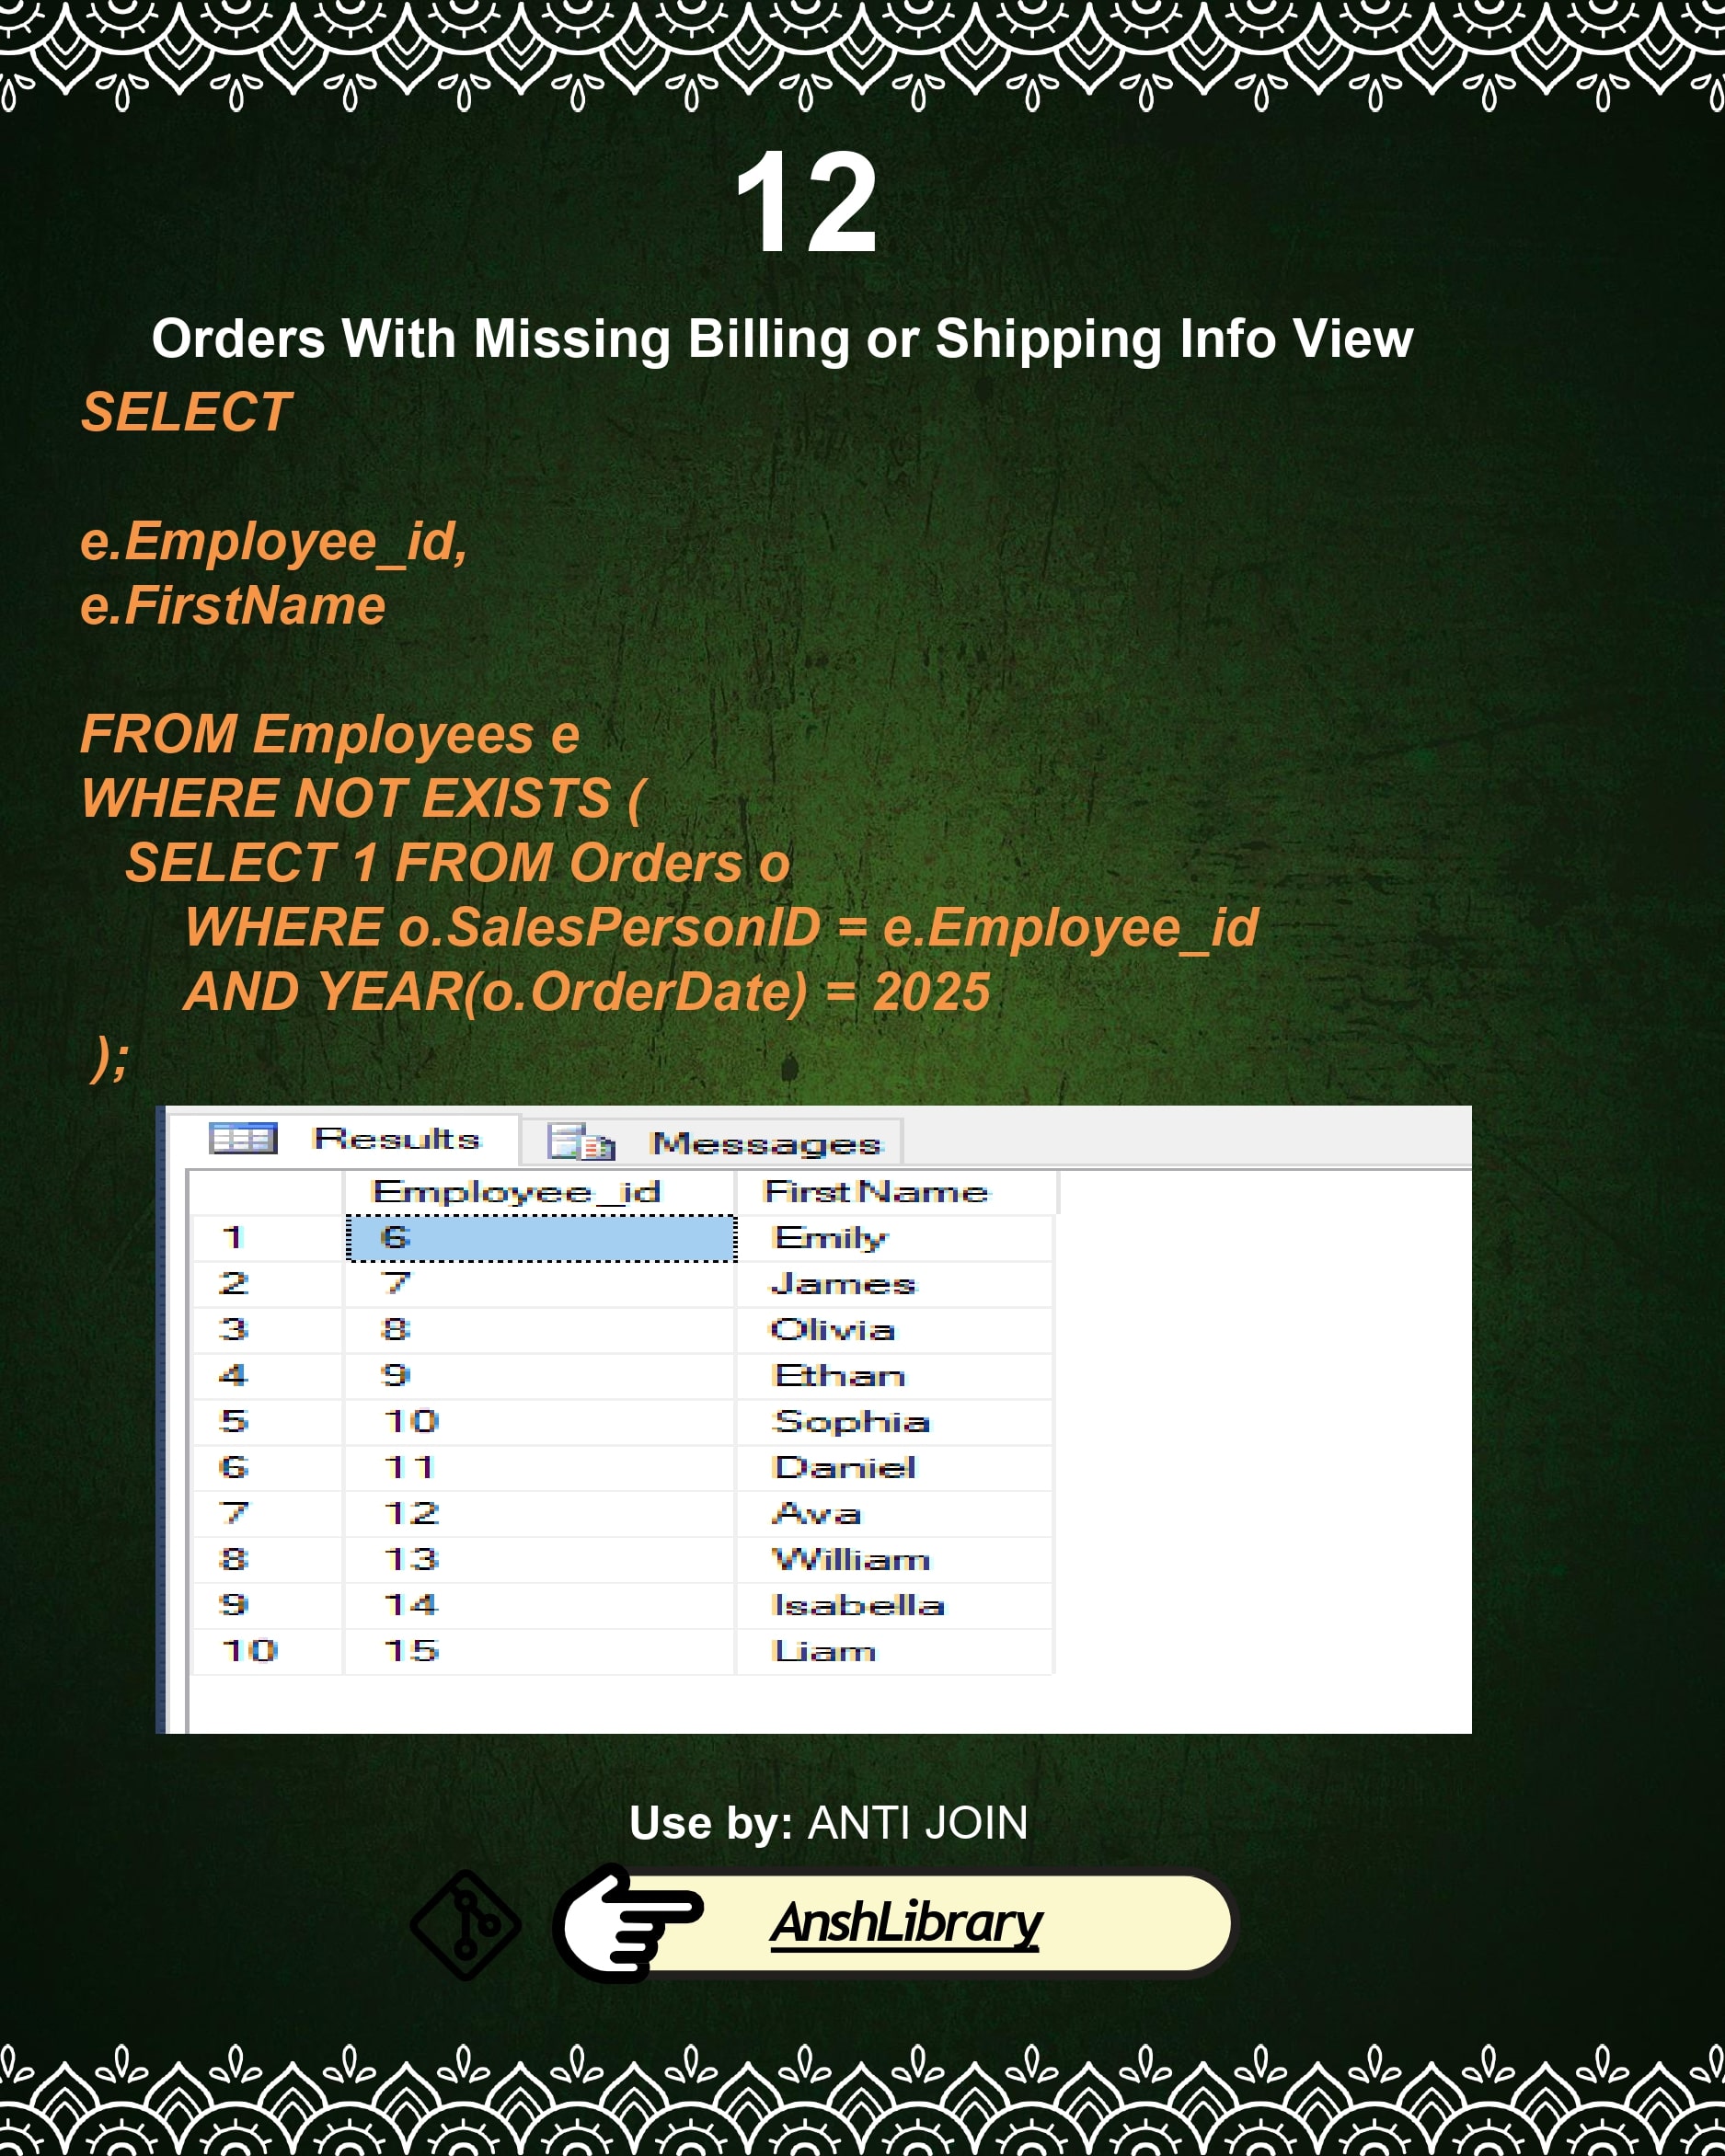 12
Orders With Missing Billing or Shipping Info View
SELECT
e.Employee_id,
e.FirstName
FROM Employees e
WHERE NOT EXISTS (
SELECT 1 FROM Orders o
WHERE o.SalesPersonID = e.Employee_id
AND YEAR(o.OrderDate) = 2025
);
Results Messages
Employee_id FirstName
1 6 Emily
2 7 James
3 8 Olivia
4 9 Ethan
5 10 Sophia
6 11 Daniel
7 12 Ava
8 13 William
9 14 Isabella
10 15 Liam
Use by: ANTI JOIN
AnshLibrary